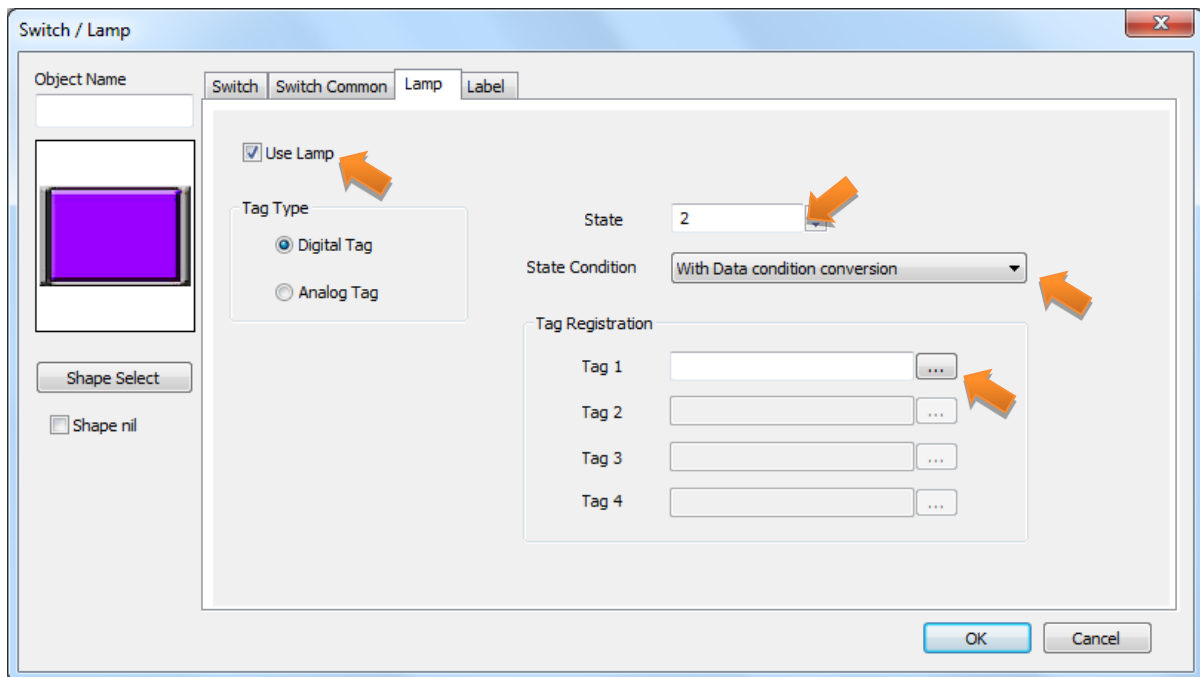 Switch / Lamp
X
Object Name
Switch
Switch Common
Lamp
Label
Use Lamp
Tag Type
Digital Tag
Analog Tag
State
2
State Condition
With Data condition conversion
Tag Registration
Tag 1
...
Tag 2
...
Tag 3
...
Tag 4
...
Shape Select
Shape nil
OK
Cancel